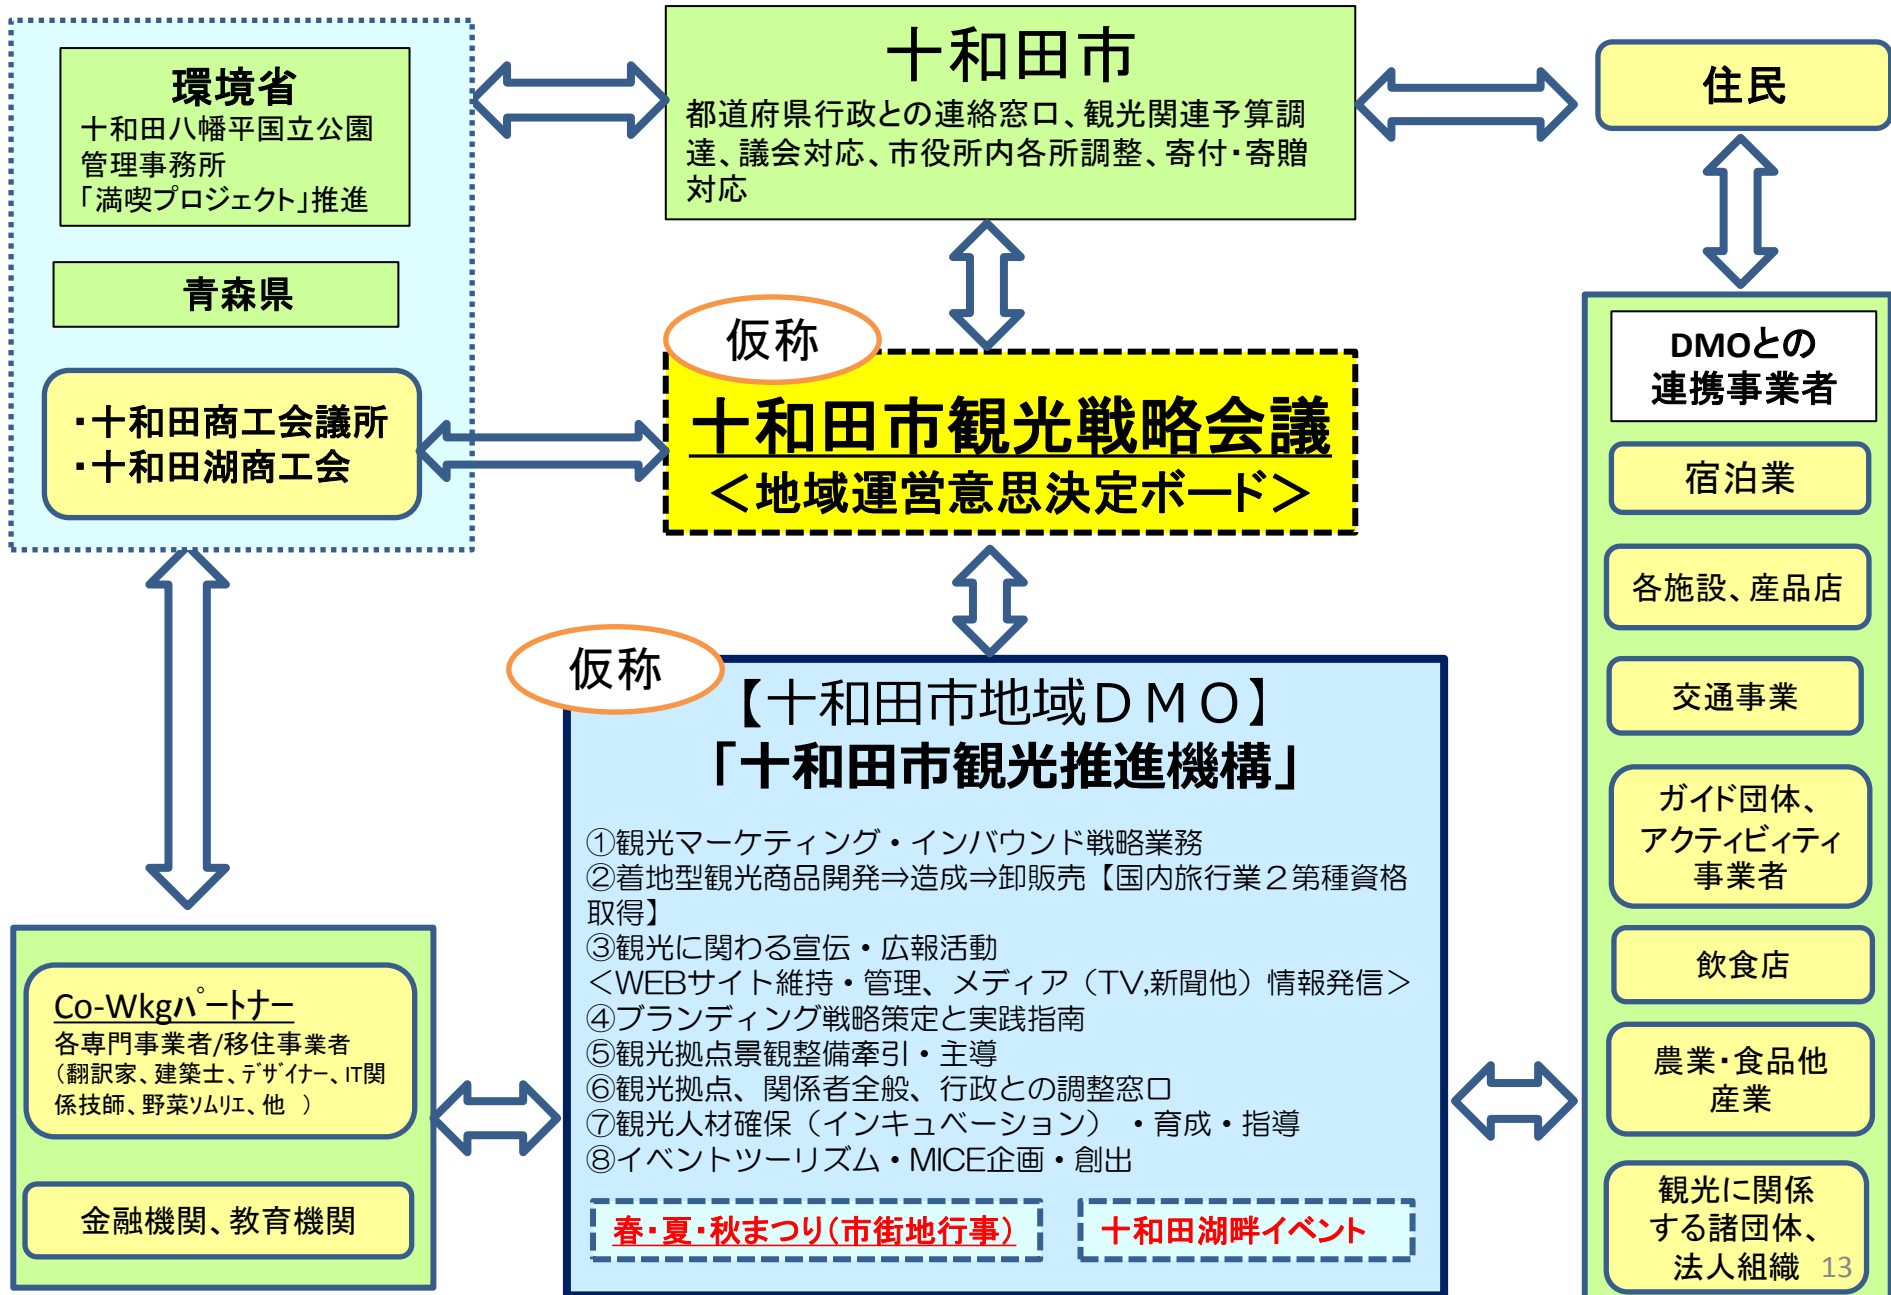 環境省
十和田八幡平国立公園
管理事務所
「満喫プロジェクト」推進
青森県
・十和田商工会議所
・十和田湖商工会
十和田市
都道府県行政との連絡窓口、観光関連予算調
達、議会対応、市役所内各所調整、寄付・寄贈
対応
住民
仮称
十和田市観光戦略会議
＜地域運営意思決定ボード＞
仮称
【十和田市地域ＤＭＯ】
「十和田市観光推進機構」
①観光マーケティング・インバウンド戦略業務
②着地型観光商品開発⇒造成⇒卸販売【国内旅行業２第種資格
取得】
③観光に関わる宣伝・広報活動
＜WEBサイト維持・管理、メディア（TV,新聞他）情報発信＞
④ブランディング戦略策定と実践指南
⑤観光拠点景観整備牽引・主導
⑥観光拠点、関係者全般、行政との調整窓口
⑦観光人材確保（インキュベーション）・育成・指導
⑧イベントツーリズム・MICE企画・創出
春・夏・秋まつり（市街地行事）
十和田湖畔イベント
Co-Wkgパートナー
各専門事業者/移住事業者
（翻訳家、建築士、デザイナー、IT関
係技師、野菜ソムリエ、他 ）
金融機関、教育機関
DMOとの
連携事業者
宿泊業
各施設、産品店
交通事業
ガイド団体、
アクティビィティ
事業者
飲食店
農業・食品他
産業
観光に関係
する諸団体、
法人組織
13